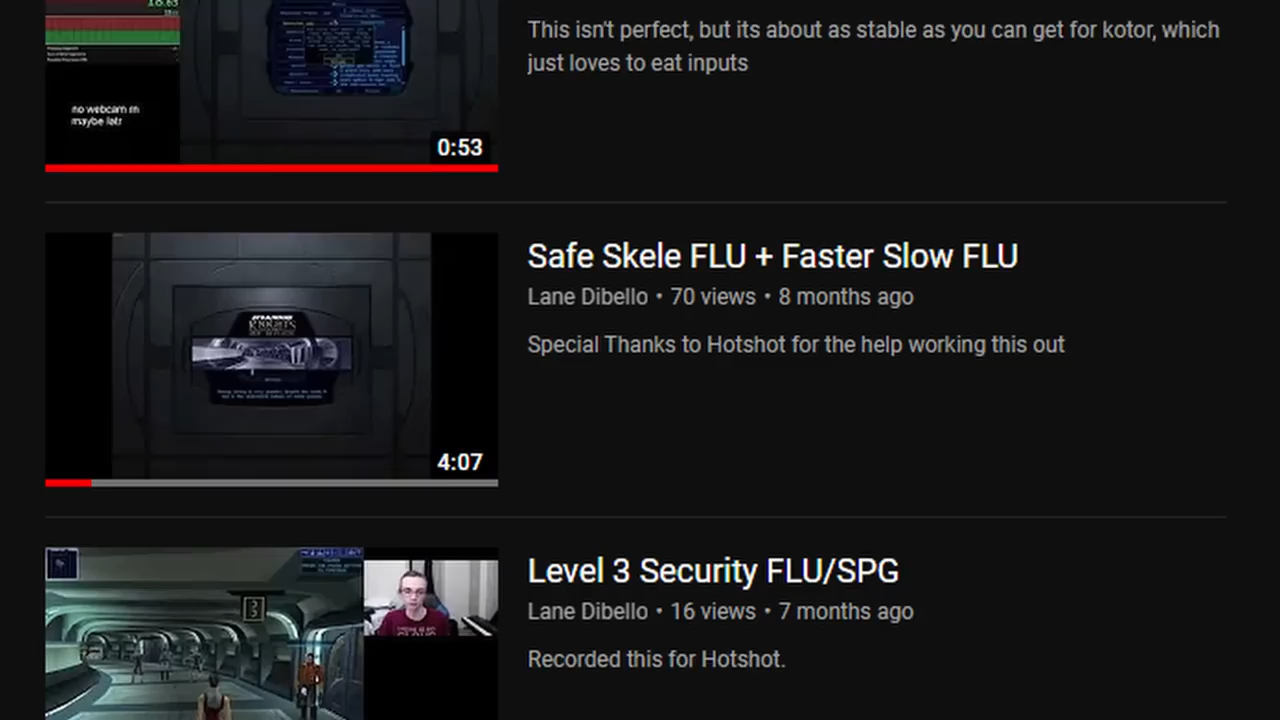 This isn't perfect, but its about as stable as you can get for kotor, which
just loves to eat inputs
no webcam rn
maybe latr
0:53
Safe Skele FLU + Faster Slow FLU
Lane Dibello • 70 views • 8 months ago
Special Thanks to Hotshot for the help working this out
KNIGHTS
4:07
Level 3 Security FLU/SPG
Lane Dibello • 16 views • 7 months ago
Recorded this for Hotshot.